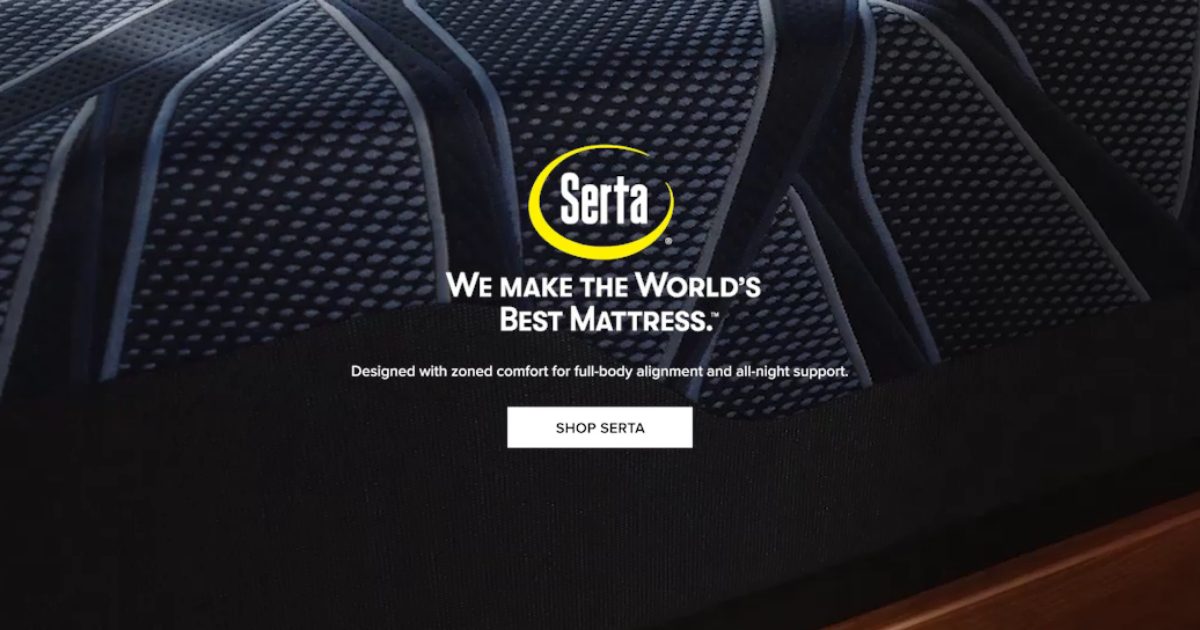 Serta®
WE MAKE THE WORLD'S
BEST MATTRESS.™
Designed with zoned comfort for full-body alignment and all-night support.
SHOP SERTA